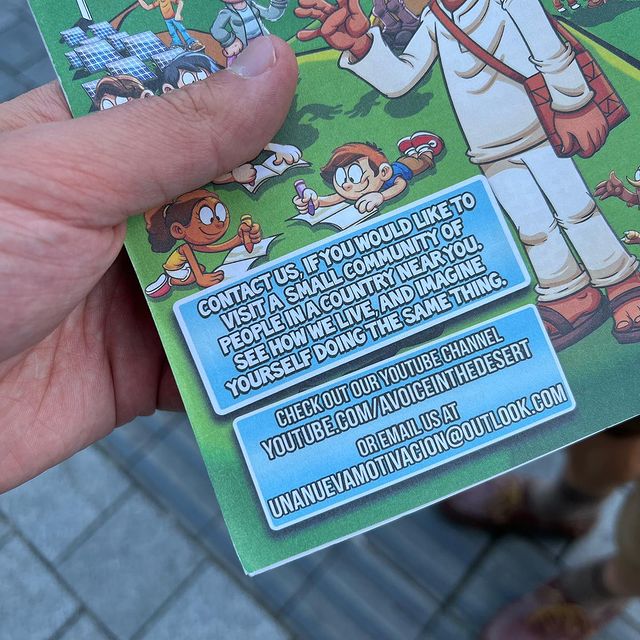 CONTACT US, IF YOU WOULD LIKE TO
VISIT A SMALL COMMUNITY OF
PEOPLE IN A COUNTRY NEAR YOU.
SEE HOW WE LIVE, AND IMAGINE
YOURSELF DOING THE SAME THING.
CHECK OUT OUR YOUTUBE CHANNEL
YOUTUBE.COM/AVOICEINTHEDESERT
OR EMAIL US AT
UNANUEVAMOTIVACION@OUTLOOK.COM